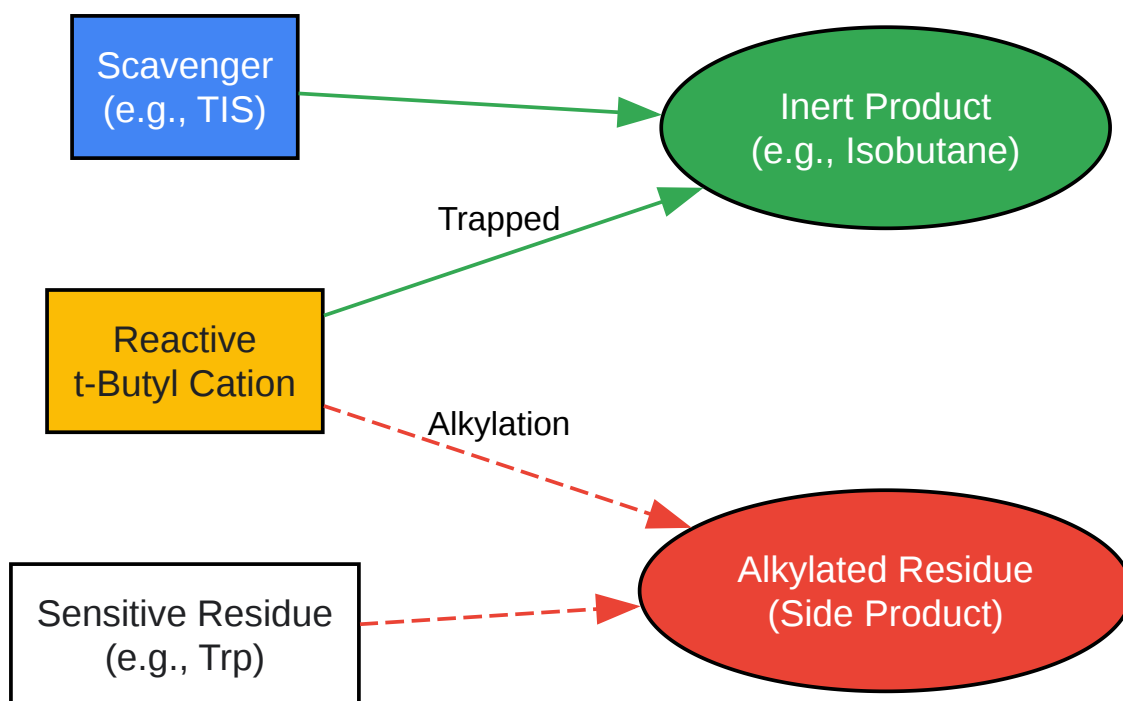 Scavenger
(e.g., TIS)
Inert Product
(e.g., Isobutane)
Trapped
Reactive
t-Butyl Cation
Alkylation
Alkylated Residue
(Side Product)
Sensitive Residue
(e.g., Trp)